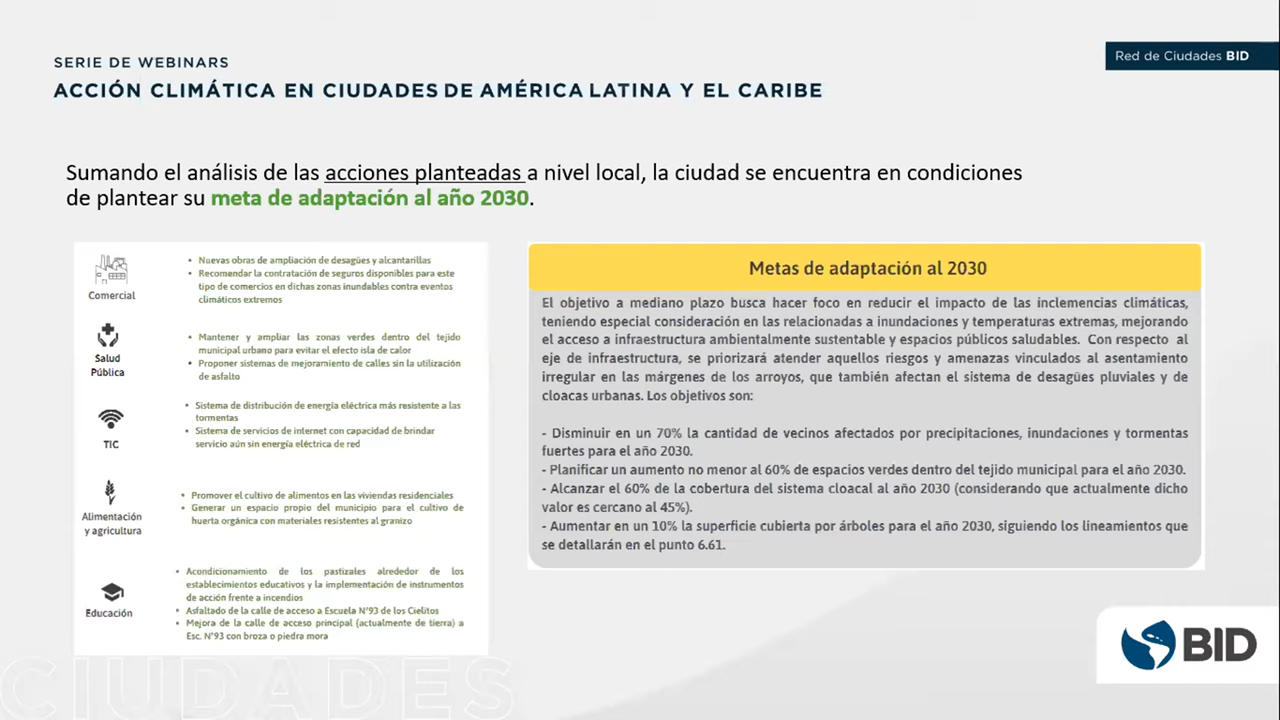 SERIE DE WEBINARS
ACCIÓN CLIMÁTICA EN CIUDADES DE AMÉRICA LATINA Y EL CARIBE
Red de Ciudades BID
Sumando el análisis de las acciones planteadas a nivel local, la ciudad se encuentra en condiciones
de plantear su meta de adaptación al año 2030.
Comercial
• Nuevas obras de ampliación de desagües y alcantarillas
• Recomendar la contratación de seguros disponibles para este
tipo de comercios en dichas zonas inundables contra eventos
climáticos extremos
Salud
Pública
• Mantener y ampliar las zonas verdes dentro del tejido
municipal urbano para evitar el efecto isla de calor
• Proponer sistemas de mejoramiento de calles sin la utilización
de asfalto
TIC
• Sistema de distribución de energía eléctrica más resistente a las
tormentas
• Sistema de servicios de internet con capacidad de brindar
servicio aún sin energía eléctrica de red
Alimentación
y agricultura
• Promover el cultivo de alimentos en las viviendas residenciales
• Generar un espacio propio del municipio para el cultivo de
huerta orgánica con materiales resistentes al granizo
Educación
• Acondicionamiento de los pastizales alrededor de los
establecimientos educativos y la implementación de instrumentos
de acción frente a incendios
• Asfaltado de la calle de acceso a Escuela N°93 de los Cielitos
• Mejora de la calle de acceso principal (actualmente de tierra) a
Esc. N°93 con broza o piedra mora
Metas de adaptación al 2030
El objetivo a mediano plazo busca hacer foco en reducir el impacto de las inclemencias climáticas,
teniendo especial consideración en las relacionadas a inundaciones y temperaturas extremas, mejorando
el acceso a infraestructura ambientalmente sustentable y espacios públicos saludables. Con respecto al
eje de infraestructura, se priorizará atender aquellos riesgos y amenazas vinculados al asentamiento
irregular en las márgenes de los arroyos, que también afectan el sistema de desagües pluviales y de
cloacas urbanas. Los objetivos son:
- Disminuir en un 70% la cantidad de vecinos afectados por precipitaciones, inundaciones y tormentas
fuertes para el año 2030.
- Planificar un aumento no menor al 60% de espacios verdes dentro del tejido municipal para el año 2030.
- Alcanzar el 60% de la cobertura del sistema cloacal al año 2030 (considerando que actualmente dicho
valor es cercano al 45%).
- Aumentar en un 10% la superficie cubierta por árboles para el año 2030, siguiendo los lineamientos que
se detallarán en el punto 6.61.
CIUDADES
BID